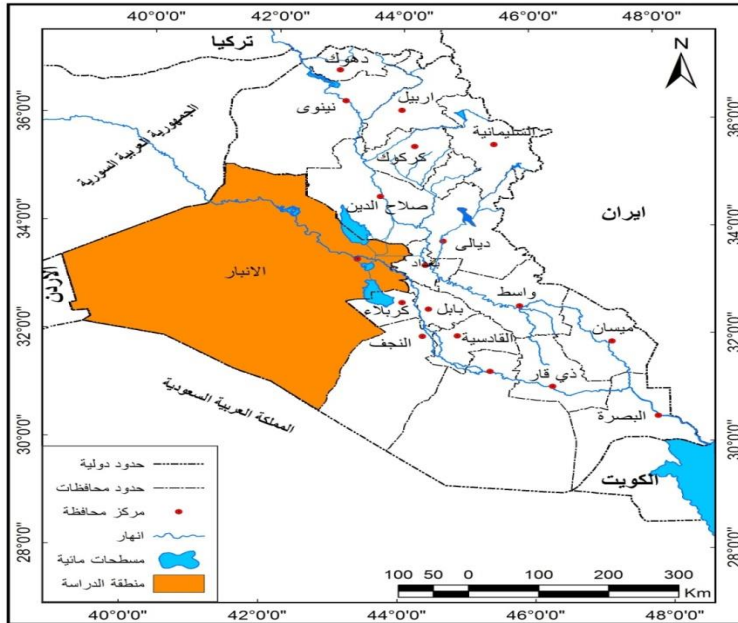 40°0'0" 42°0'0" 44°0'0" 46°0'0" 48°0'0"
تركيا
N
دهوك
نينوى
اربيل
36°0'0"
36°0'0"
السليمانية
كركوك
الجمهورية العربية السورية
صلاح الدين
34°0'0"
34°0'0"
ايران
ديالى
بغداد
الانبار
الاردن
واسط
كربلاء
بابل
32°0'0"
32°0'0"
ميسان
النجف
القادسية
ذي قار
المملكة العربية السعودية
البصرة
30°0'0"
30°0'0"
الكويت
حدود دولية
حدود محافظات
مركز محافظة
انهار
مسطحات مائية
منطقة الدراسة
28°0'0"
28°0'0"
100 50 0 100 200 300
Km
40°0'0" 42°0'0" 44°0'0" 46°0'0" 48°0'0"